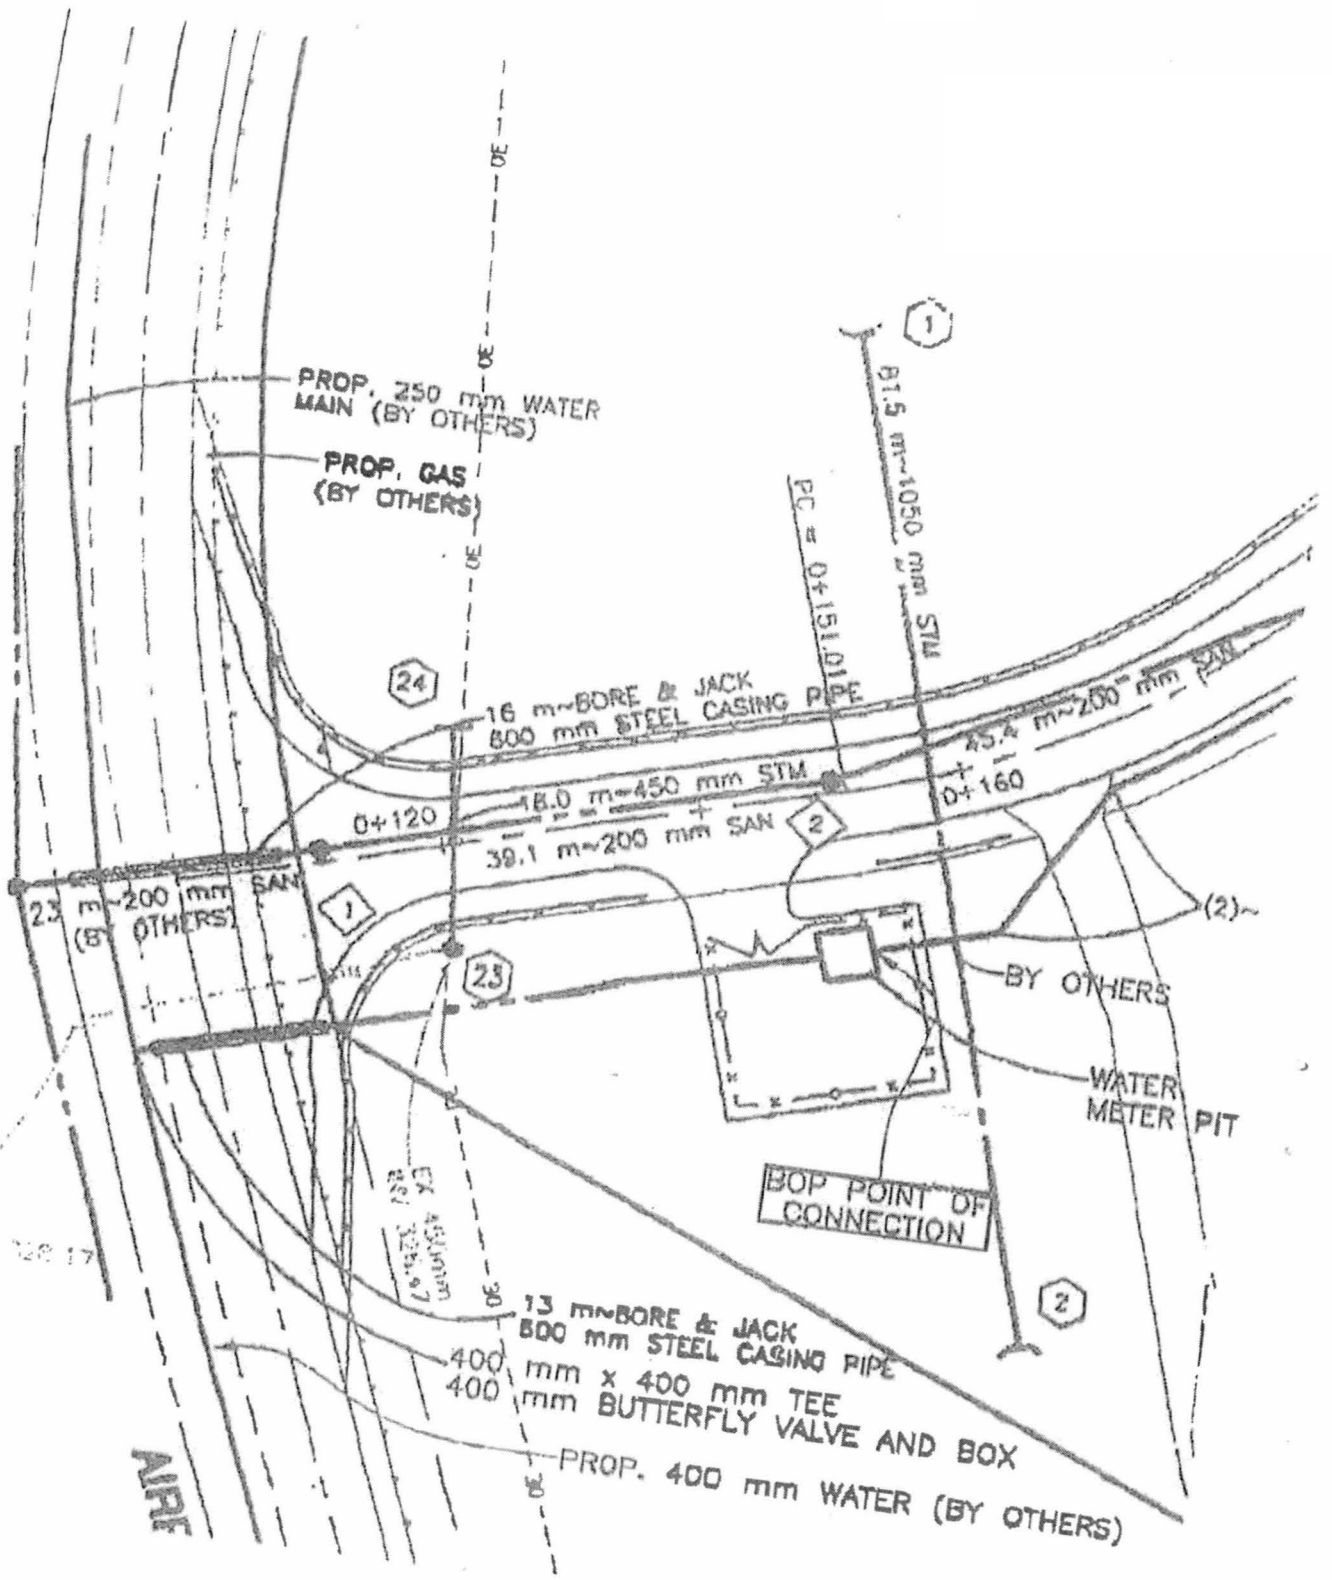 OE
1
OE
PROP. 250 mm WATER
MAIN (BY OTHERS)
PROP. GAS
(BY OTHERS)
81.5 m~1050 mm STM
PC = 0+151.01
OE
24
16 m~BORE & JACK
600 mm STEEL CASING PIPE
45.4 m~200 mm SAN
18.0 m~450 mm STM
0+120
0+160
2
39.1 m~200 mm SAN
23 m~200 mm SAN
(BY OTHERS)
1
(2)~
23
BY OTHERS
WATER
METER PIT
BOP POINT OF
CONNECTION
EX 450mm
2
OE
13 m~BORE & JACK
600 mm STEEL CASING PIPE
400 mm x 400 mm TEE
400 mm BUTTERFLY VALVE AND BOX
PROP. 400 mm WATER (BY OTHERS)
OE